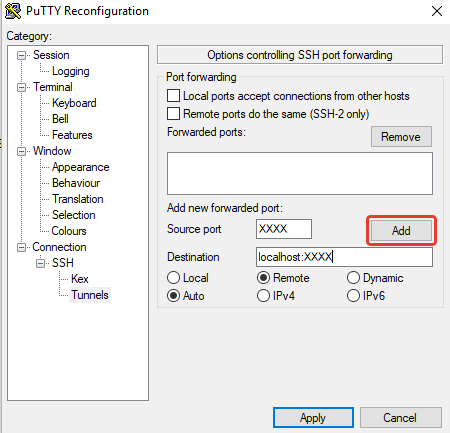 PuTTY Reconfiguration
Category:
Session
Logging
Terminal
Keyboard
Bell
Features
Window
Appearance
Behaviour
Translation
Selection
Colours
Connection
SSH
Kex
Tunnels
Options controlling SSH port forwarding
Port forwarding
Local ports accept connections from other hosts
Remote ports do the same (SSH-2 only)
Forwarded ports:
Remove
Add new forwarded port:
Source port XXXX Add
Destination localhost:XXXX
Local Remote Dynamic
Auto IPv4 IPv6
Apply Cancel